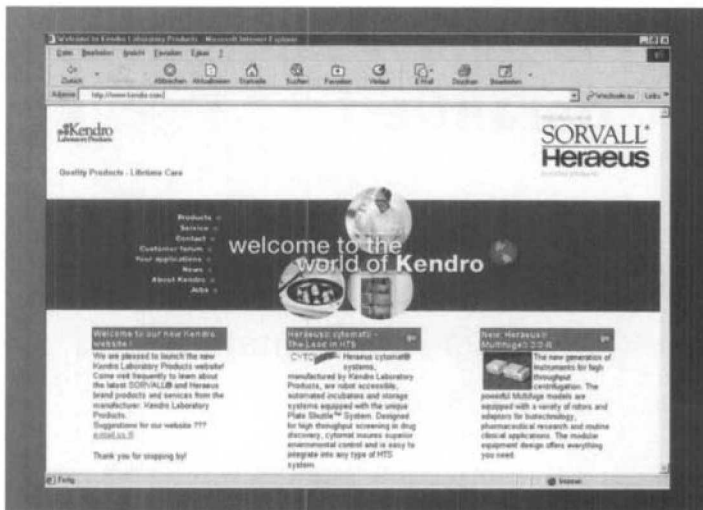 Welcome to Kendro Laboratory Products - Microsoft Internet Explorer
Datei Bearbeiten Ansicht Favoriten Extras ?
Zurück Abbrechen Aktualisieren Startseite Suchen Favoriten Verlauf E-Mail Drucken Bearbeiten
Adresse http://www.kendro.com/ Wechseln zu Links »
Kendro
Laboratory Products
SORVALL®
Heraeus
Quality Products - Lifetime Care
Products
Service
Contact
Customer forum
Your applications
News
About Kendro
Jobs
welcome to the
world of Kendro
Welcome to our new Kendro
website!
We are pleased to launch the new
Kendro Laboratory Products website!
Come visit frequently to learn about
the latest SORVALL® and Heraeus
brand products and services from the
manufacturer: Kendro Laboratory
Products.
Suggestions for our website ???
e-mail us
Thank you for stopping by!
Heraeus® cytomat® -
The Lead in HTS
Heraeus cytomat®
systems,
manufactured by Kendro Laboratory
Products, are robot accessible,
automated incubators and storage
systems equipped with the unique
Plate Shuttle™ System. Designed
for high throughput screening in drug
discovery, cytomat insures superior
environmental control and is easy to
integrate into any type of HTS
system.
New: Heraeus®
Multifuge®
The new generation of
instruments for high
throughput
centrifugation. The
powerful Multifuge models are
equipped with a variety of rotors and
adaptors for biotechnology,
pharmaceutical research and routine
clinical applications. The modular
equipment design offers everything
you need.
Fertig Internet